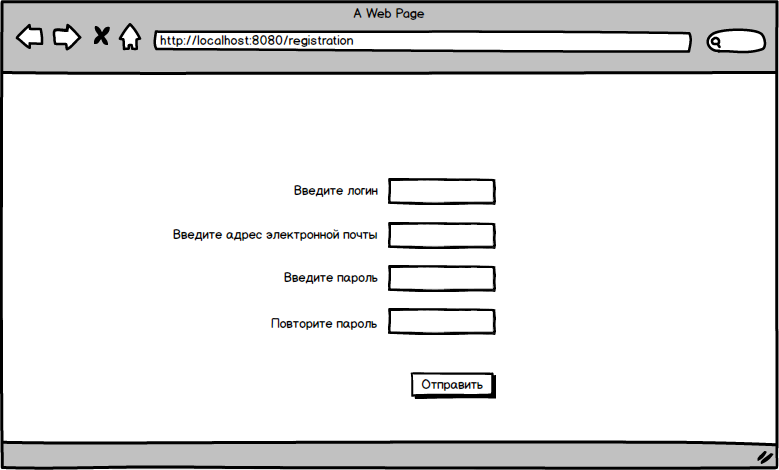 A Web Page
http://localhost:8080/registration
Введите логин
Введите адрес электронной почты
Введите пароль
Повторите пароль
Отправить